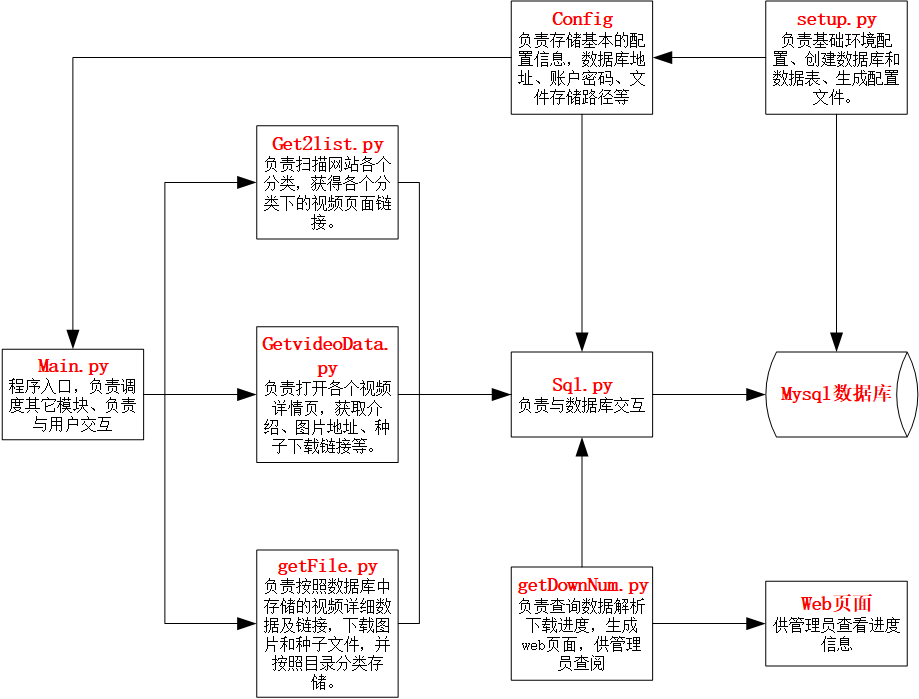 Config
负责存储基本的配
置信息，数据库地
址、账户密码、文
件存储路径等
setup.py
负责基础环境配
置、创建数据库和
数据表、生成配置
文件。
Get2list.py
负责扫描网站各个
分类，获得各个分
类下的视频页面链
接。
Main.py
程序入口，负责调
度其它模块、负责
与用户交互
GetvideoData.
py
负责打开各个视频
详情页，获取介
绍、图片地址、种
子下载链接等。
Sql.py
负责与数据库交互
Mysql数据库
getFile.py
负责按照数据库中
存储的视频详细数
据及链接，下载图
片和种子文件，并
按照目录分类存
储。
getDownNum.py
负责查询数据解析
下载进度，生成
web页面，供管理
员查阅
Web页面
供管理员查看进度
信息